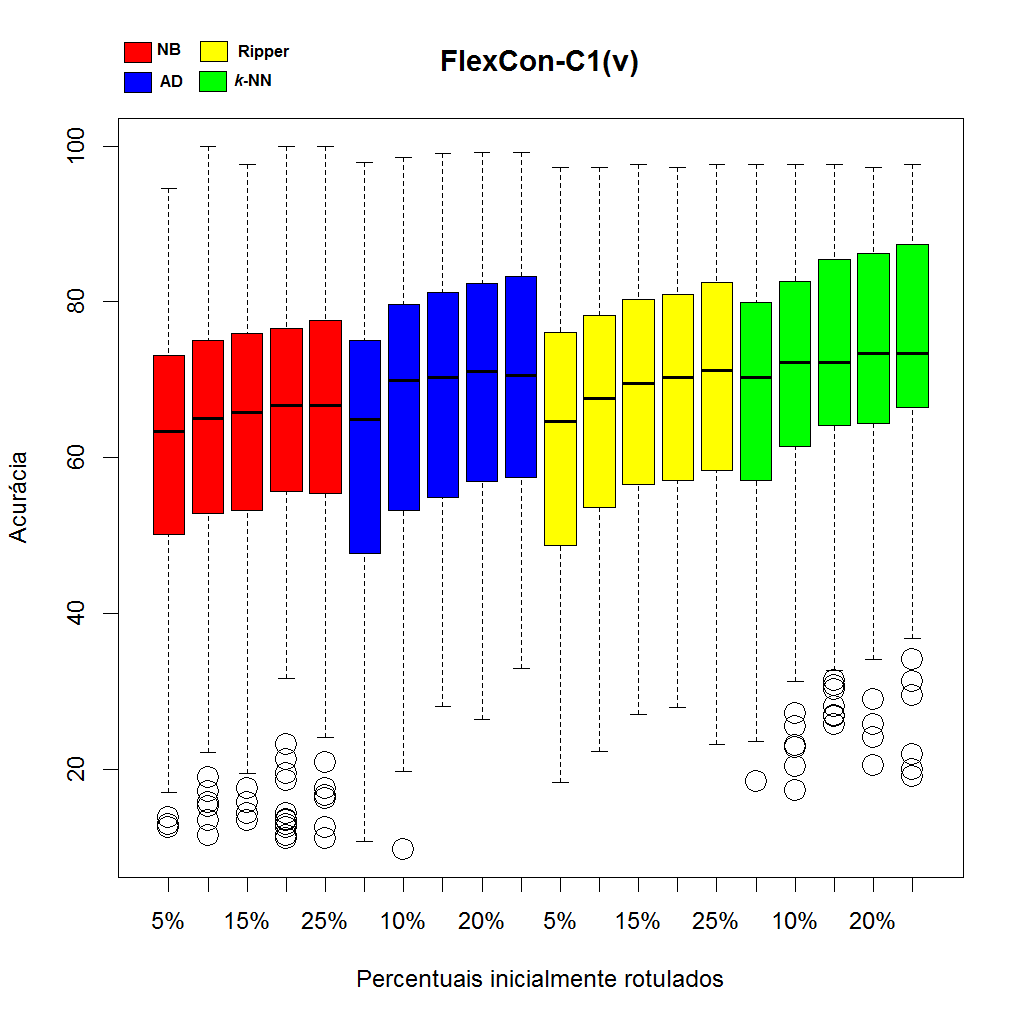 NB Ripper
AD k-NN
FlexCon-C1(v)
100
80
60
40
20
Acurácia
5% 15% 25% 10% 20% 5% 15% 25% 10% 20%
Percentuais inicialmente rotulados